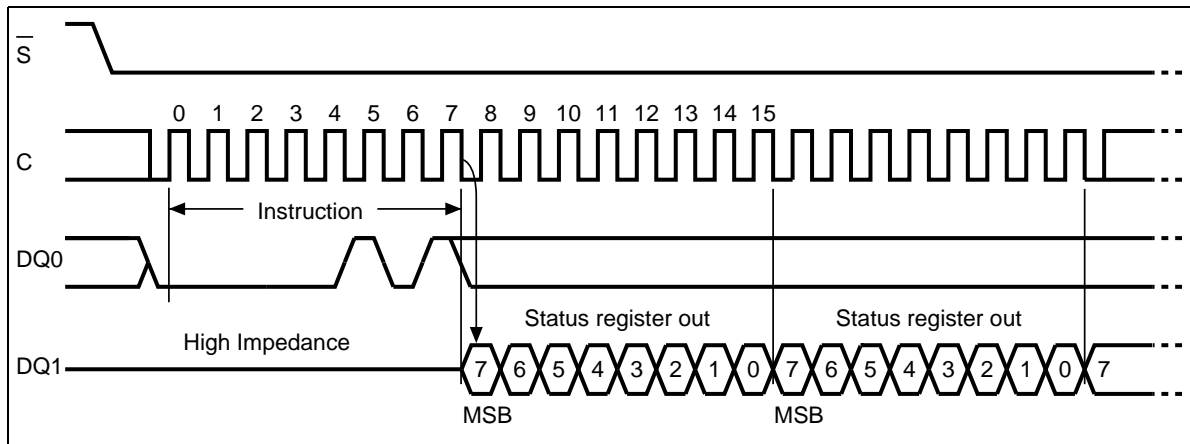 S
0 1 2 3 4 5 6 7 8 9 10 11 12 13 14 15
C
Instruction
DQ0
Status register out Status register out
High Impedance
DQ1 7 6 5 4 3 2 1 0 7 6 5 4 3 2 1 0 7
MSB MSB